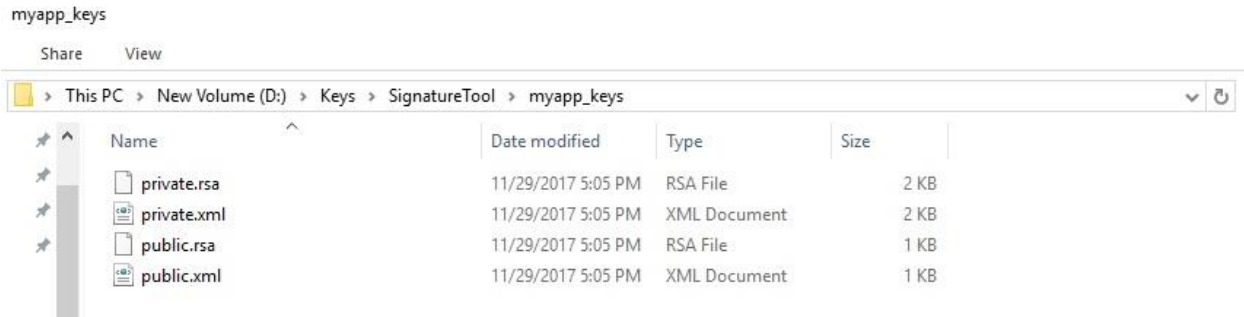 myapp_keys
Share View
This PC > New Volume (D:) > Keys > SignatureTool > myapp_keys
Name Date modified Type Size
private.rsa 11/29/2017 5:05 PM RSA File 2 KB
private.xml 11/29/2017 5:05 PM XML Document 2 KB
public.rsa 11/29/2017 5:05 PM RSA File 1 KB
public.xml 11/29/2017 5:05 PM XML Document 1 KB